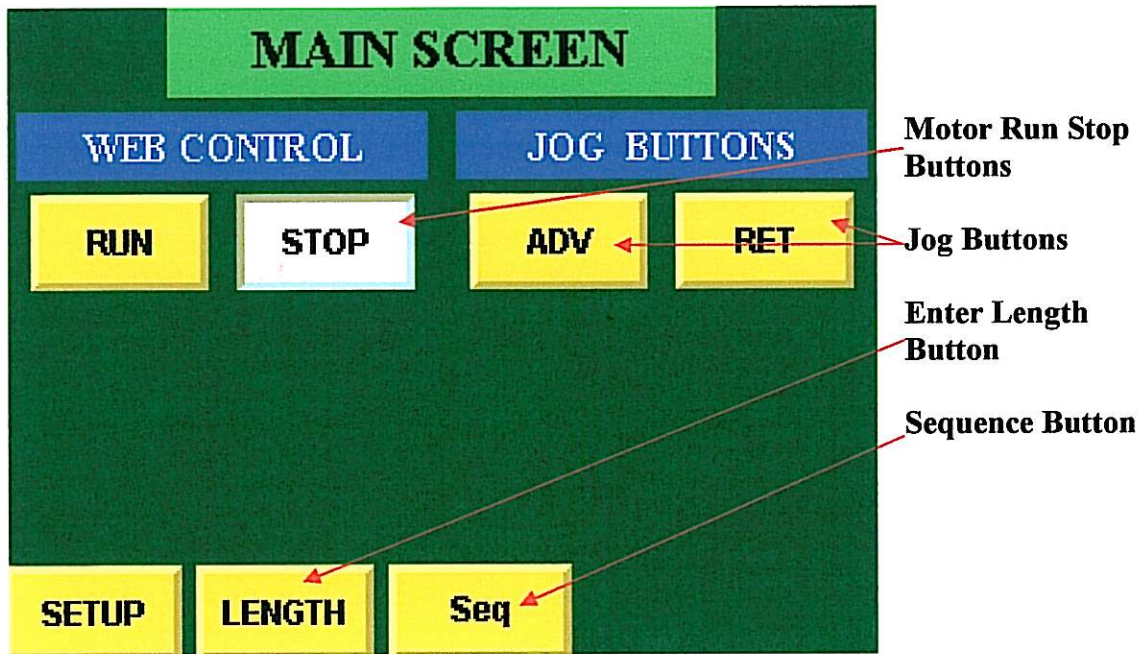 MAIN SCREEN
WEB CONTROL
JOG BUTTONS
RUN
STOP
ADV
RET
SETUP
LENGTH
Seq
Motor Run Stop
Buttons
Jog Buttons
Enter Length
Button
Sequence Button